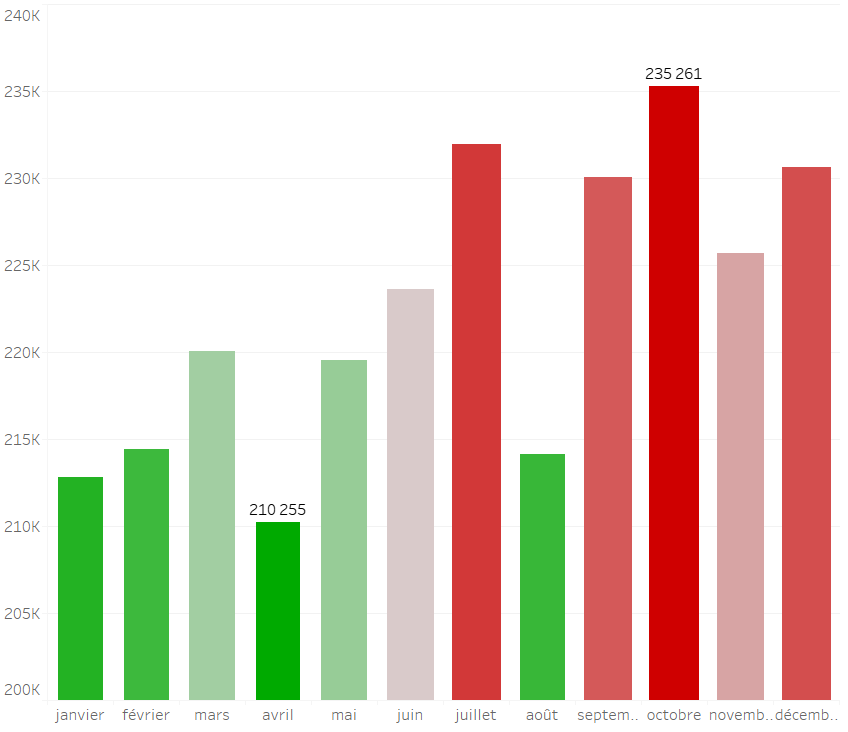 240K
235K
230K
225K
220K
215K
210K
205K
200K
235 261
210 255
janvier février mars avril mai juin juillet août septem.. octobre novemb.. décemb..